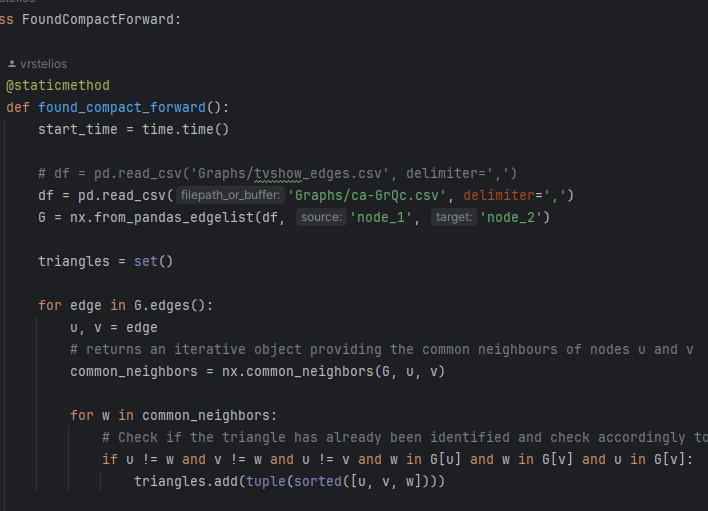 ss FoundCompactForward:
vrstelios
@staticmethod
def found_compact_forward():
start_time = time.time()
# df = pd.read_csv('Graphs/tvshow_edges.csv', delimiter=',')
df = pd.read_csv( filepath_or_buffer: 'Graphs/ca-GrQc.csv', delimiter=',')
G = nx.from_pandas_edgelist(df, source: 'node_1', target: 'node_2')
triangles = set()
for edge in G.edges():
u, v = edge
# returns an iterative object providing the common neighbours of nodes u and v
common_neighbors = nx.common_neighbors(G, u, v)
for w in common_neighbors:
# Check if the triangle has already been identified and check accordingly to
if u != w and v != w and u != v and w in G[u] and w in G[v] and u in G[v]:
triangles.add(tuple(sorted([u, v, w])))